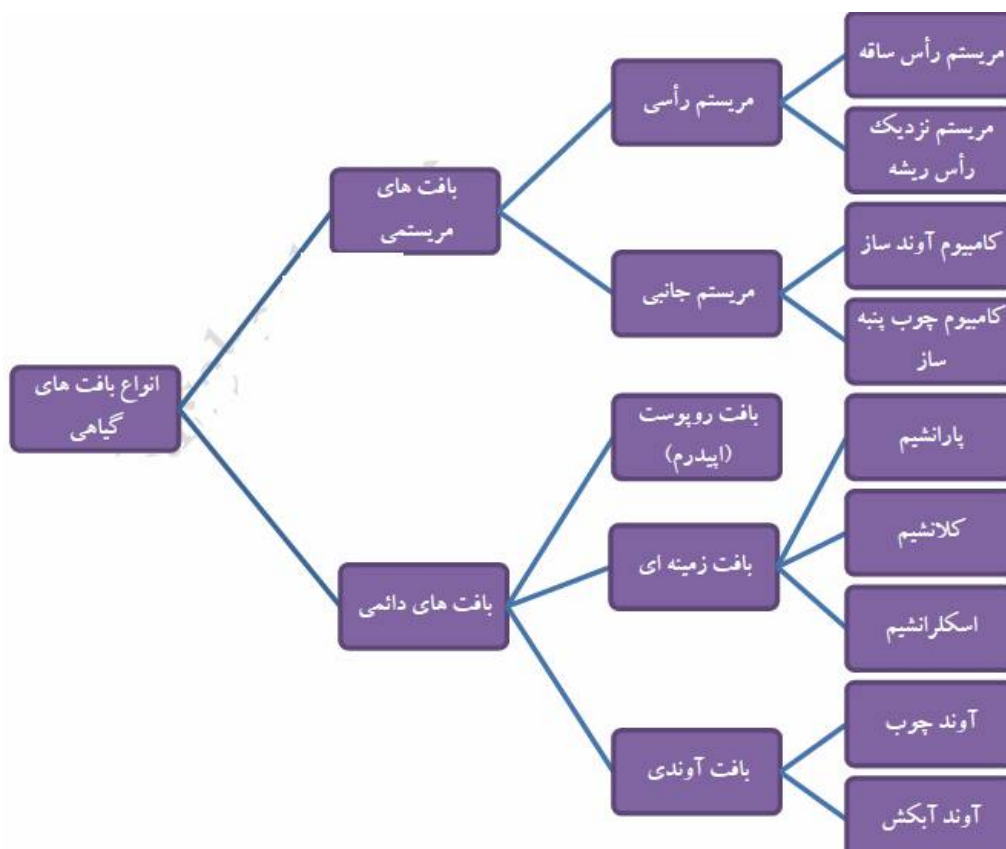 انواع بافت های
گیاهی
بافت های
مریستمی
مریستم رأسی
مریستم رأس ساقه
مریستم نزدیک
رأس ریشه
مریستم جانبی
کامبیوم آوند ساز
کامبیوم چوب پنبه
ساز
بافت های دائمی
بافت روپوست
(اپیدرم)
بافت زمینه ای
پارانشیم
کلانشیم
اسکلرانشیم
بافت آوندی
آوند چوب
آوند آبکش